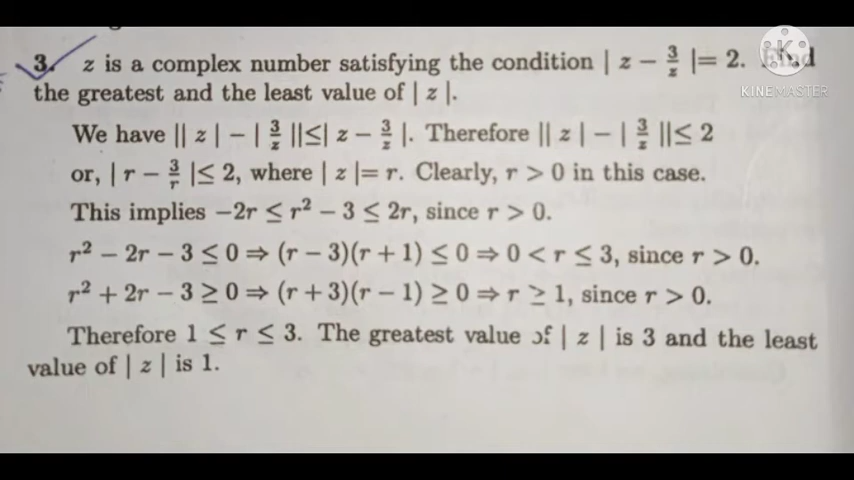 3. z is a complex number satisfying the condition | z − 3/z |= 2. Find
KINEMASTER
the greatest and the least value of | z |.
We have || z | − | 3/z ||≤| z − 3/z |. Therefore || z | − | 3/z ||≤ 2
or, | r − 3/r |≤ 2, where | z |= r. Clearly, r > 0 in this case.
This implies −2r ≤ r² − 3 ≤ 2r, since r > 0.
r² − 2r − 3 ≤ 0 ⇒ (r − 3)(r + 1) ≤ 0 ⇒ 0 < r ≤ 3, since r > 0.
r² + 2r − 3 ≥ 0 ⇒ (r + 3)(r − 1) ≥ 0 ⇒ r ≥ 1, since r > 0.
Therefore 1 ≤ r ≤ 3. The greatest value of | z | is 3 and the least
value of | z | is 1.